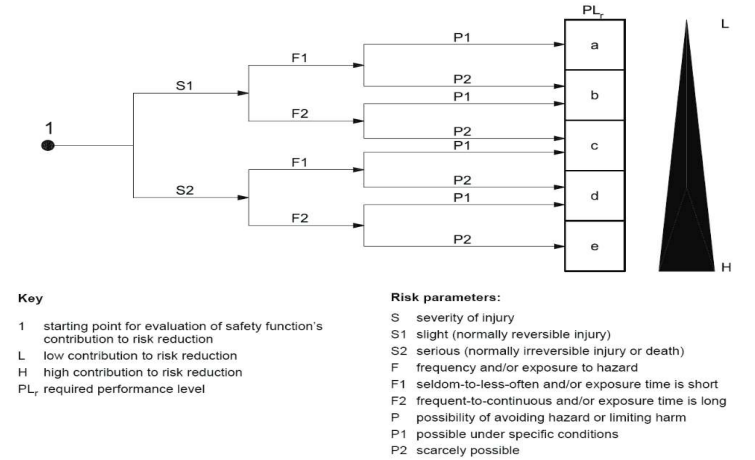 PLr
L
P1
a
F1
P2
S1
P1
b
F2
1
P2
P1
c
F1
P2
S2
P1
d
F2
P2
e
H
Key
1 starting point for evaluation of safety function's
contribution to risk reduction
L low contribution to risk reduction
H high contribution to risk reduction
PLr required performance level
Risk parameters:
S severity of injury
S1 slight (normally reversible injury)
S2 serious (normally irreversible injury or death)
F frequency and/or exposure to hazard
F1 seldom-to-less-often and/or exposure time is short
F2 frequent-to-continuous and/or exposure time is long
P possibility of avoiding hazard or limiting harm
P1 possible under specific conditions
P2 scarcely possible